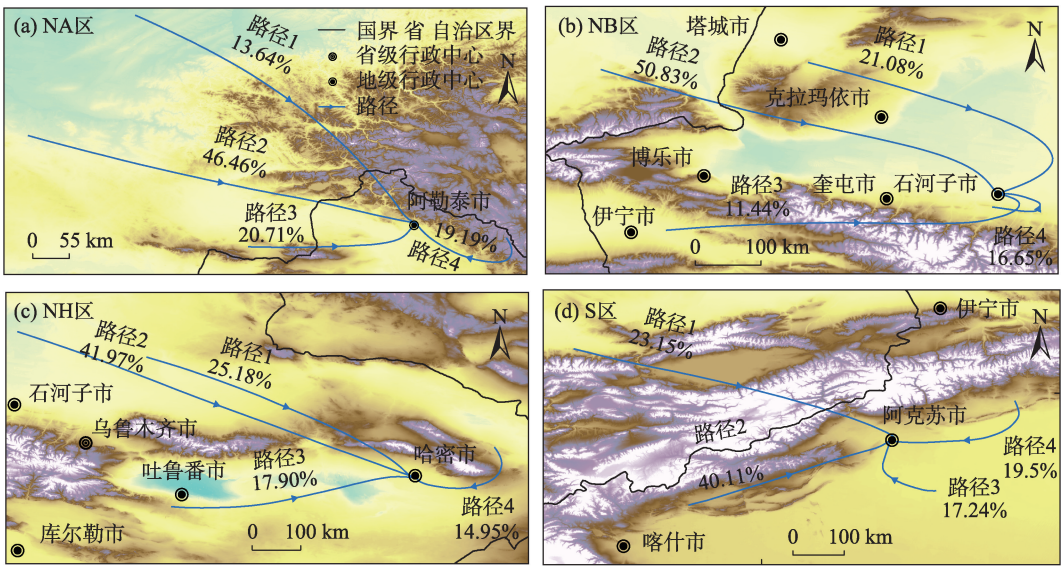 (a) NA区
路径1
13.64%
国界 省 自治区界
省级行政中心
地级行政中心
路径
N
路径2
46.46%
阿勒泰市
路径3
20.71%
19.19%
路径4
0 55 km
(b) NB区
塔城市
路径1
21.08%
N
路径2
50.83%
克拉玛依市
博乐市
路径3
11.44%
奎屯市
石河子市
伊宁市
0 100 km
路径4
16.65%
(c) NH区
路径2
41.97%
路径1
25.18%
N
石河子市
乌鲁木齐市
吐鲁番市
路径3
17.90%
哈密市
路径4
14.95%
库尔勒市
0 100 km
(d) S区
路径1
23.15%
伊宁市
N
路径2
40.11%
阿克苏市
路径4
19.5%
路径3
17.24%
喀什市
0 100 km